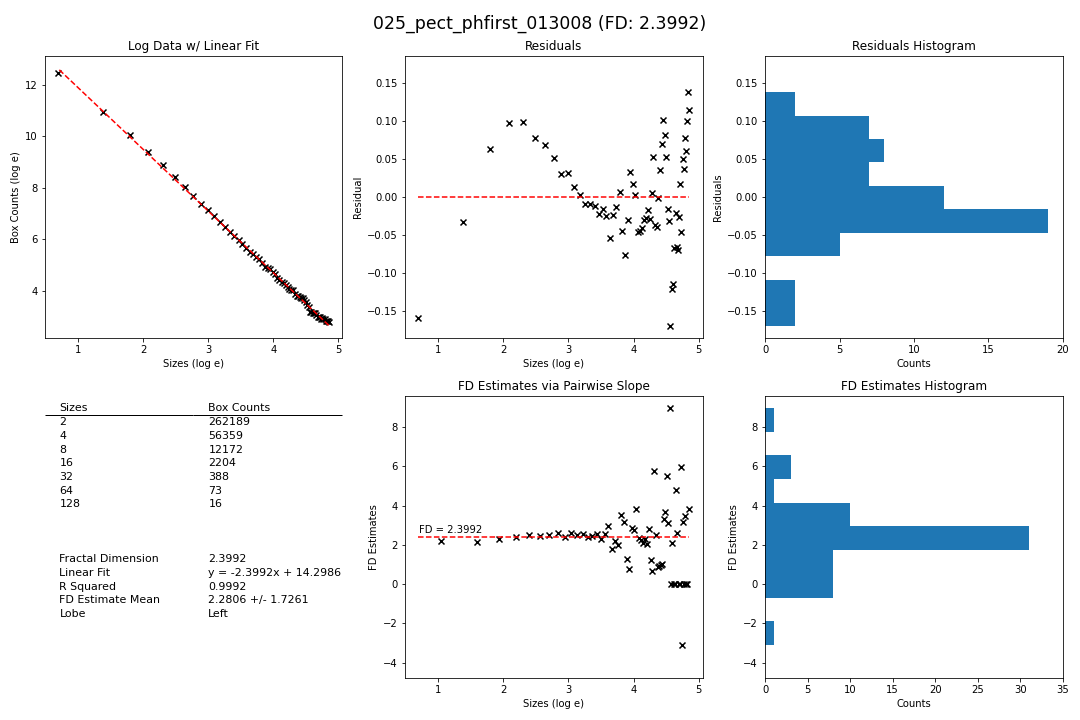 025_pect_phfirst_013008 (FD: 2.3992)
Log Data w/ Linear Fit
Box Counts (log e)
12
10
8
6
4
1 2 3 4 5
Sizes (log e)
Residuals
Residual
0.15
0.10
0.05
0.00
−0.05
−0.10
−0.15
1 2 3 4 5
Residuals Histogram
Residuals
0.15
0.10
0.05
0.00
−0.05
−0.10
−0.15
0 5 10 15 20
Counts
Sizes Box Counts
2 262189
4 56359
8 12172
16 2204
32 388
64 73
128 16
Fractal Dimension 2.3992
Linear Fit y = -2.3992x + 14.2986
R Squared 0.9992
FD Estimate Mean 2.2806 +/- 1.7261
Lobe Left
FD Estimates via Pairwise Slope
FD Estimates
8
6
4
FD = 2.3992
2
0
−2
−4
1 2 3 4 5
Sizes (log e)
FD Estimates Histogram
FD Estimates
8
6
4
2
0
−2
−4
0 5 10 15 20 25 30 35
Counts